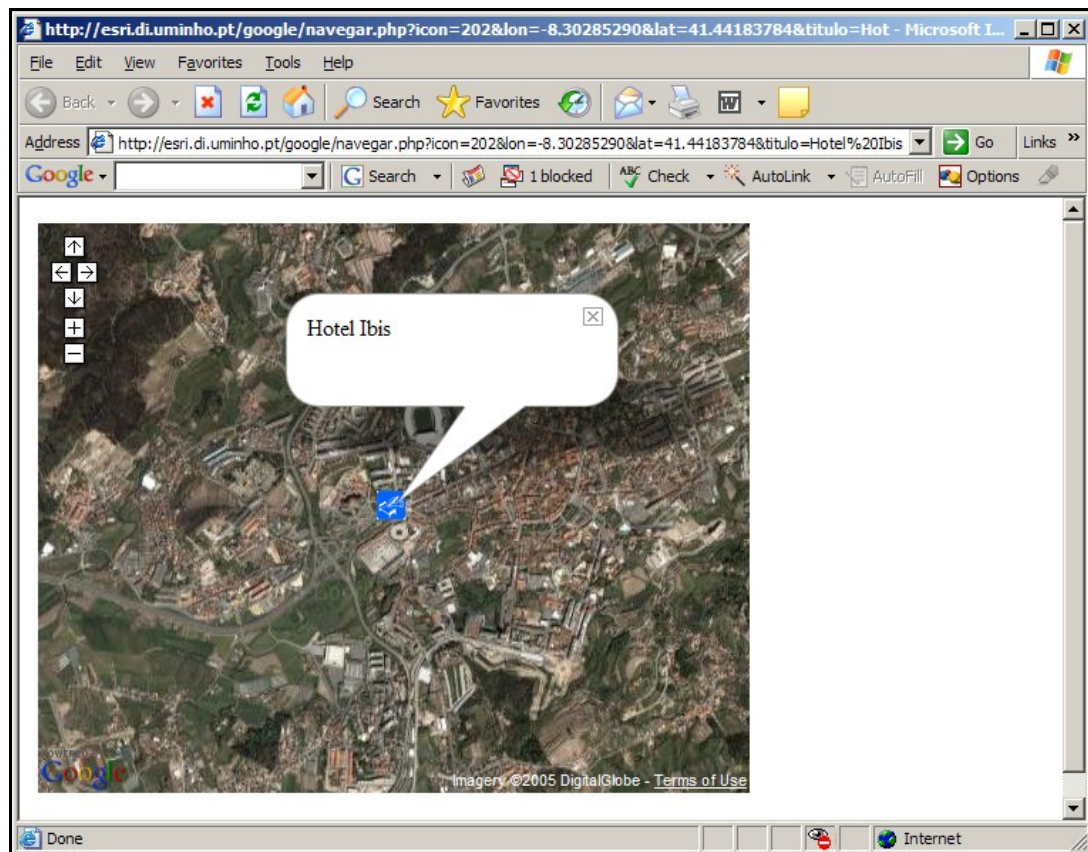 http://esri.di.uminho.pt/google/navegar.php?icon=202&lon=-8.30285290&lat=41.44183784&titulo=Hot - Microsoft I...
File Edit View Favorites Tools Help
Back Search Favorites
Address http://esri.di.uminho.pt/google/navegar.php?icon=202&lon=-8.30285290&lat=41.44183784&titulo=Hotel%20Ibis Go Links »
Google Search 1 blocked ABC Check AutoLink AutoFill Options
Hotel Ibis
POWERED BY
Google
Imagery ©2005 DigitalGlobe - Terms of Use
Done Internet